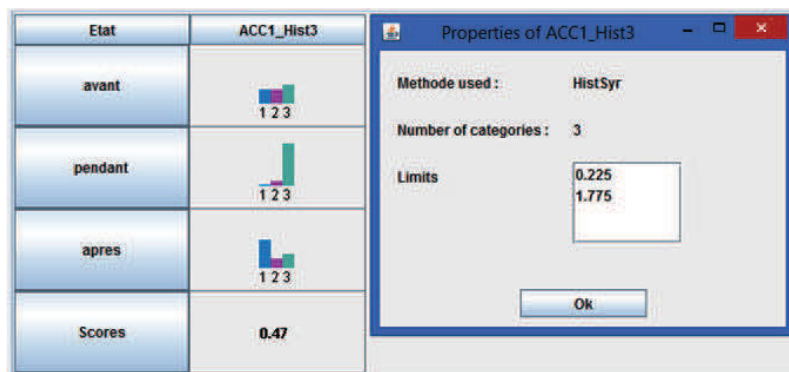 Etat ACC1_Hist3
avant
1 2 3
pendant
1 2 3
apres
1 2 3
Scores 0.47
Properties of ACC1_Hist3
Methode used : HistSyr
Number of categories : 3
Limits 0.225
1.775
Ok